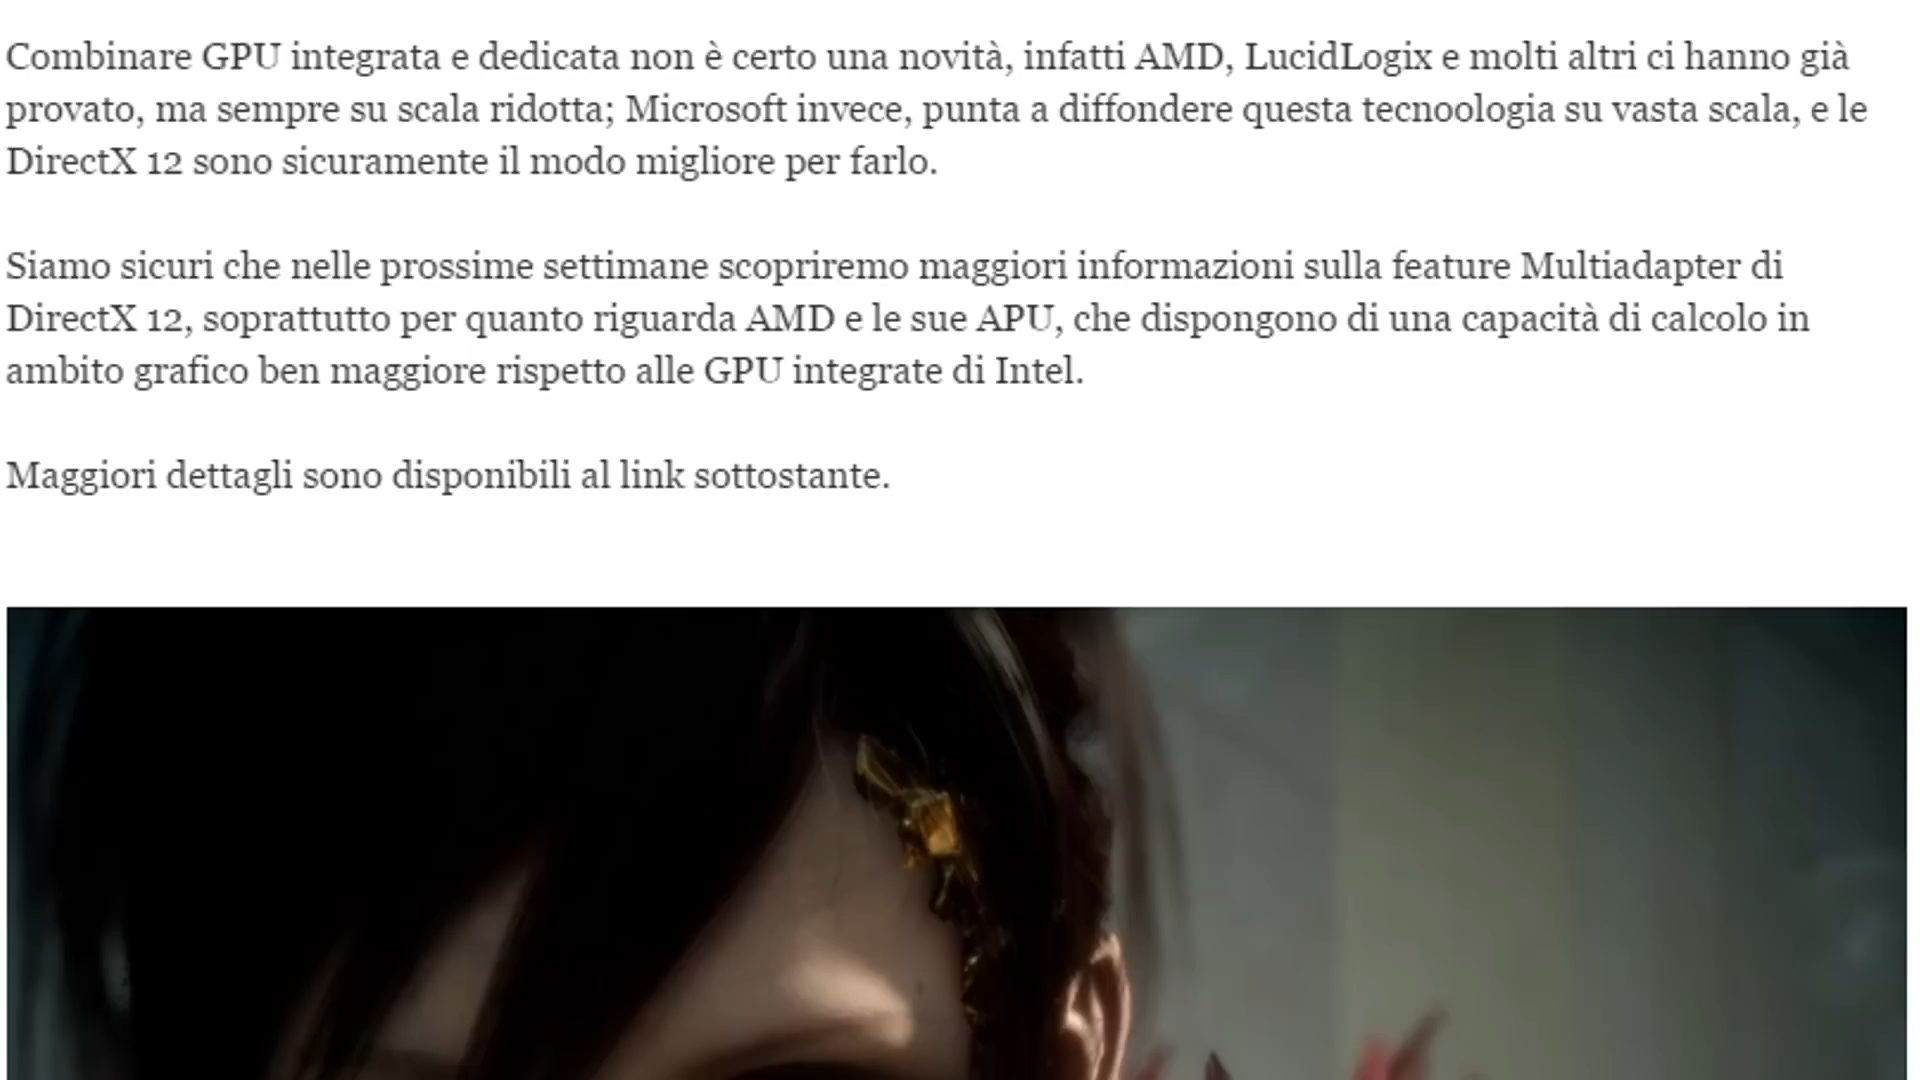 Combinare GPU integrata e dedicata non è certo una novità, infatti AMD, LucidLogix e molti altri ci hanno già
provato, ma sempre su scala ridotta; Microsoft invece, punta a diffondere questa tecnoologia su vasta scala, e le
DirectX 12 sono sicuramente il modo migliore per farlo.
Siamo sicuri che nelle prossime settimane scopriremo maggiori informazioni sulla feature Multiadapter di
DirectX 12, soprattutto per quanto riguarda AMD e le sue APU, che dispongono di una capacità di calcolo in
ambito grafico ben maggiore rispetto alle GPU integrate di Intel.
Maggiori dettagli sono disponibili al link sottostante.